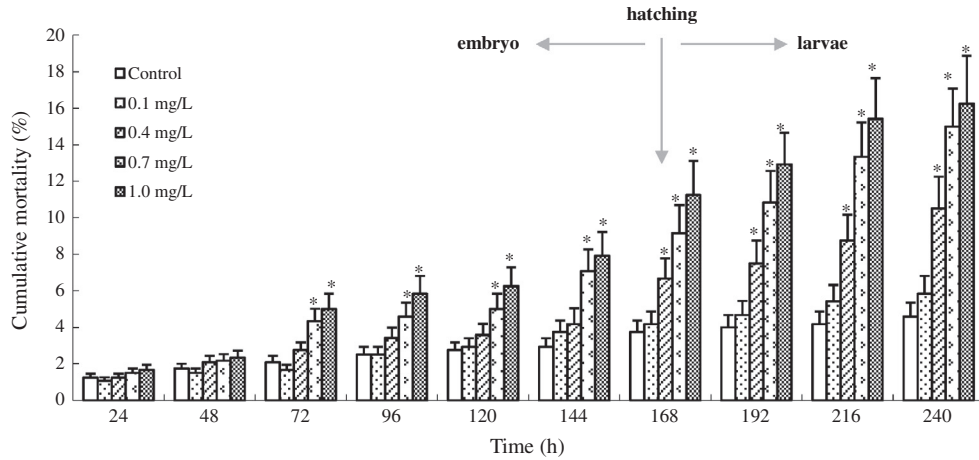 hatching
embryo
larvae
Cumulative mortality (%)
20
18
16
14
12
10
8
6
4
2
0
Control
0.1 mg/L
0.4 mg/L
0.7 mg/L
1.0 mg/L
* * * * * * * * * * * * * * * * * * * *
24 48 72 96 120 144 168 192 216 240
Time (h)